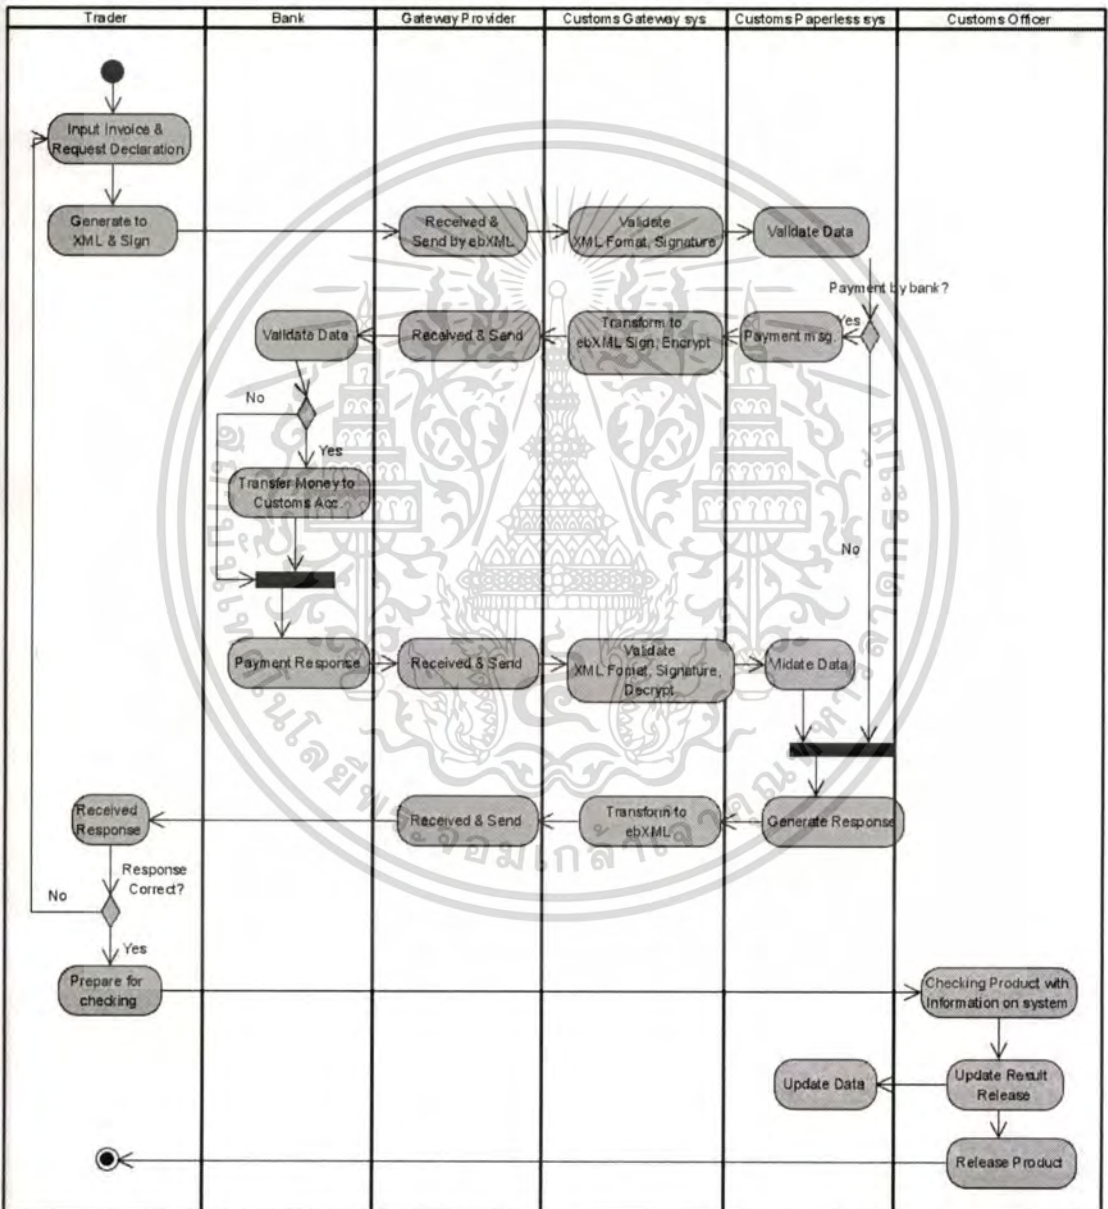 Trader
Bank
Gateway Provider
Customs Gateway sys
Customs Paperless sys
Customs Officer
Input Invoice &
Request Declaration
Generate to
XML & Sign
Received &
Send by ebXML
Validate
XML Fomat, Signature
Validate Data
Payment by bank?
Yes
Payment msg.
Transform to
ebXML Sign, Encrypt
Received & Send
Validate Data
No
Yes
Transfer Money to
Customs Acc.
No
Payment Response
Received & Send
Validate
XML Fomat, Signature,
Decrypt
Midate Data
Received
Response
Received & Send
Transform to
ebXML
Generate Response
Response
Correct?
No
Yes
Prepare for
checking
Checking Product with
Information on system
Update Data
Update Result
Release
Release Product